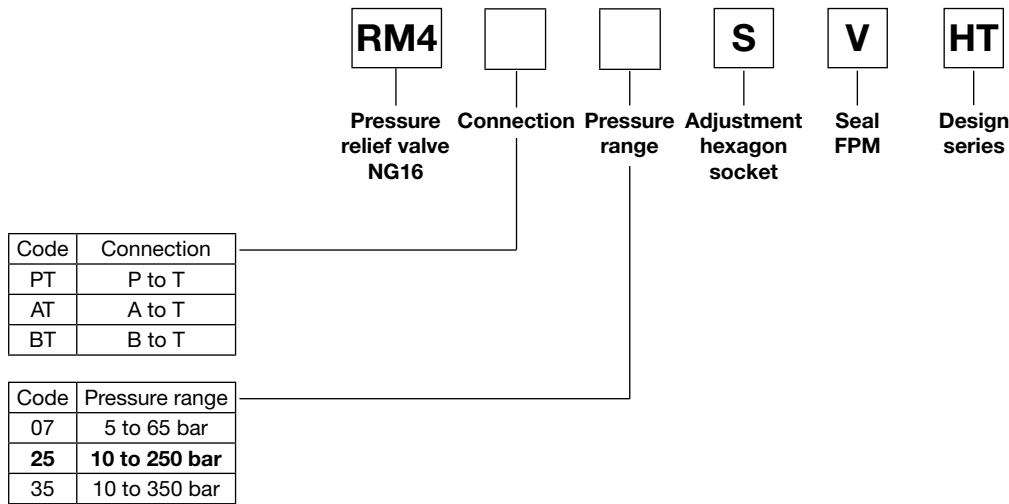 RM4 S V HT
Pressure relief valve NG16
Connection
Pressure range
Adjustment hexagon socket
Seal FPM
Design series
Code Connection
PT P to T
AT A to T
BT B to T
Code Pressure range
07 5 to 65 bar
25 10 to 250 bar
35 10 to 350 bar